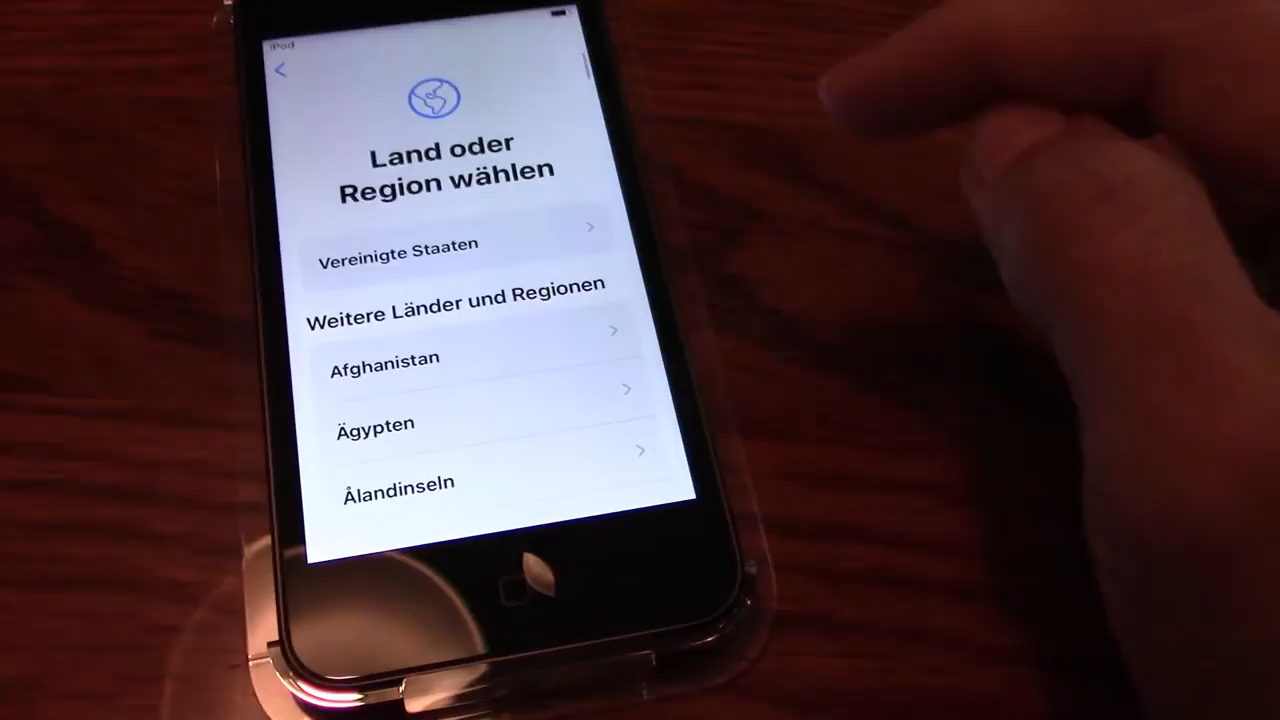 iPod
Land oder
Region wählen
Vereinigte Staaten
Weitere Länder und Regionen
Afghanistan
Ägypten
Ålandinseln